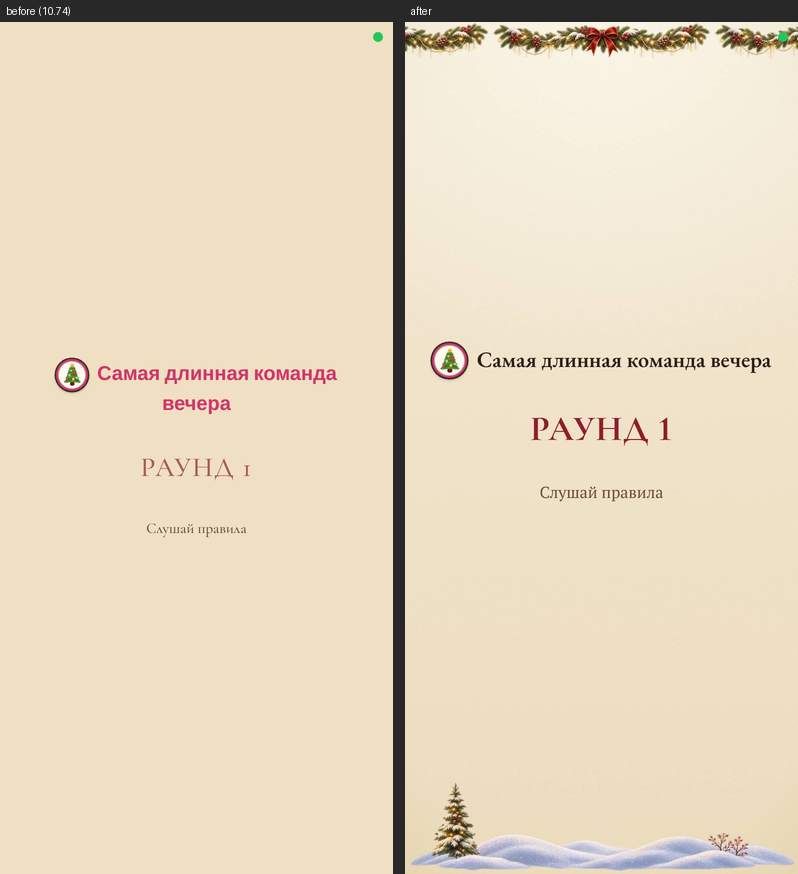 before (10.74)
Самая длинная команда
вечера
РАУНД 1
Слушай правила
after
Самая длинная команда вечера
РАУНД 1
Слушай правила